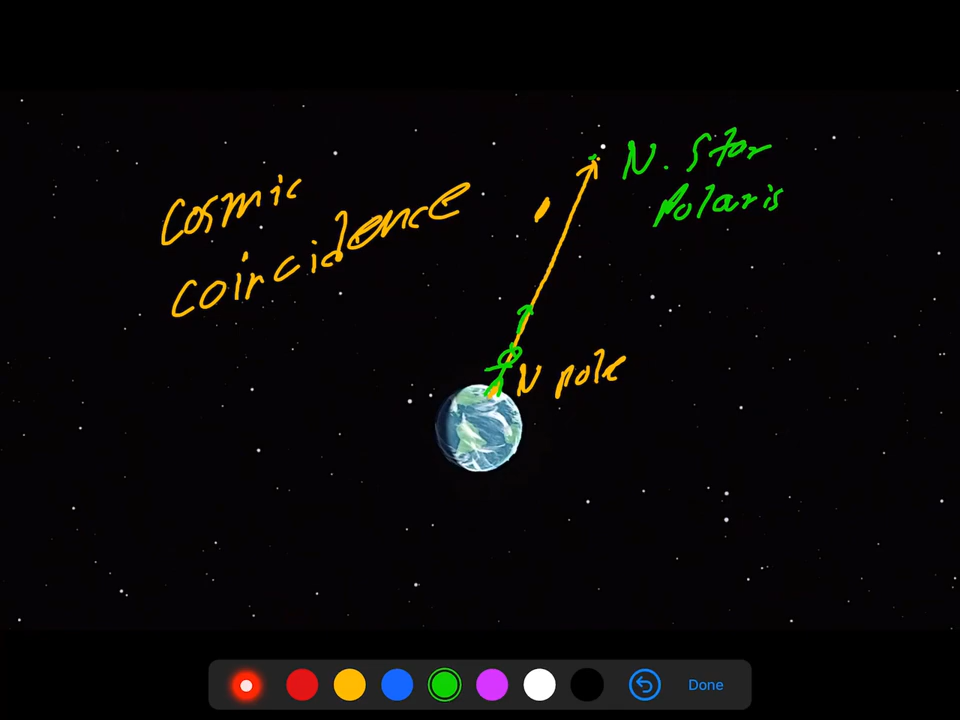 N. Star
Polaris
Cosmic
coincidence
N pole
Done